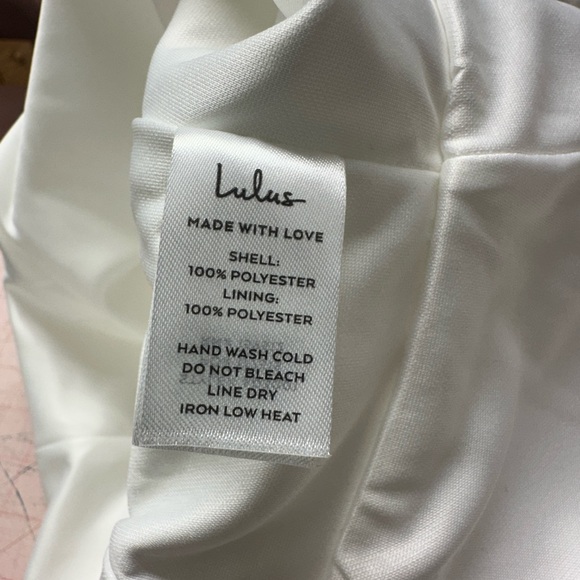 Lulus
MADE WITH LOVE
SHELL:
100% POLYESTER
LINING:
100% POLYESTER
HAND WASH COLD
DO NOT BLEACH
LINE DRY
IRON LOW HEAT